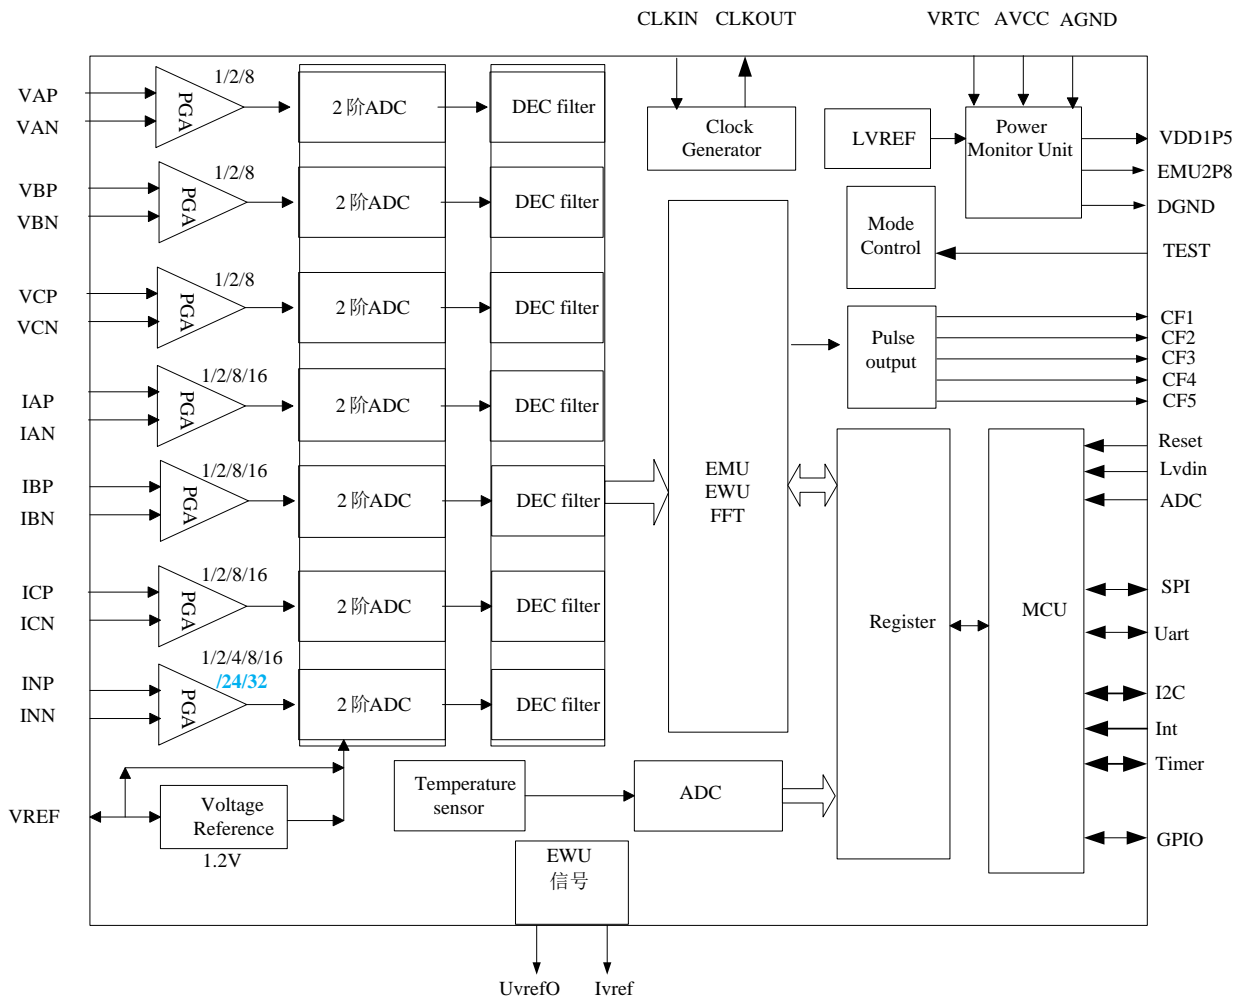 CLKIN CLKOUT
VRTC AVCC AGND
VAP
VAN
PGA
1/2/8
2 阶ADC
DEC filter
Clock
Generator
LVREF
Power
Monitor Unit
VDD1P5
EMU2P8
DGND
VBP
VBN
PGA
1/2/8
2 阶ADC
DEC filter
Mode
Control
TEST
VCP
VCN
PGA
1/2/8
2 阶ADC
DEC filter
Pulse
output
CF1
CF2
CF3
CF4
CF5
IAP
IAN
PGA
1/2/8/16
2 阶ADC
DEC filter
IBP
IBN
PGA
1/2/8/16
2 阶ADC
DEC filter
EMU
EWU
FFT
Reset
Lvdin
ADC
ICP
ICN
PGA
1/2/8/16
2 阶ADC
DEC filter
Register
MCU
SPI
Uart
I2C
Int
Timer
GPIO
INP
INN
PGA
1/2/4/8/16
/24/32
2 阶ADC
DEC filter
VREF
Voltage
Reference
1.2V
Temperature
sensor
ADC
EWU
信号
UvrefO Ivref